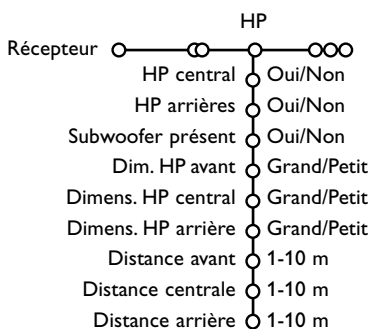 HP
Récepteur
HP central Oui/Non
HP arrières Oui/Non
Subwoofer présent Oui/Non
Dim. HP avant Grand/Petit
Dimens. HP central Grand/Petit
Dimens. HP arrière Grand/Petit
Distance avant 1-10 m
Distance centrale 1-10 m
Distance arrière 1-10 m